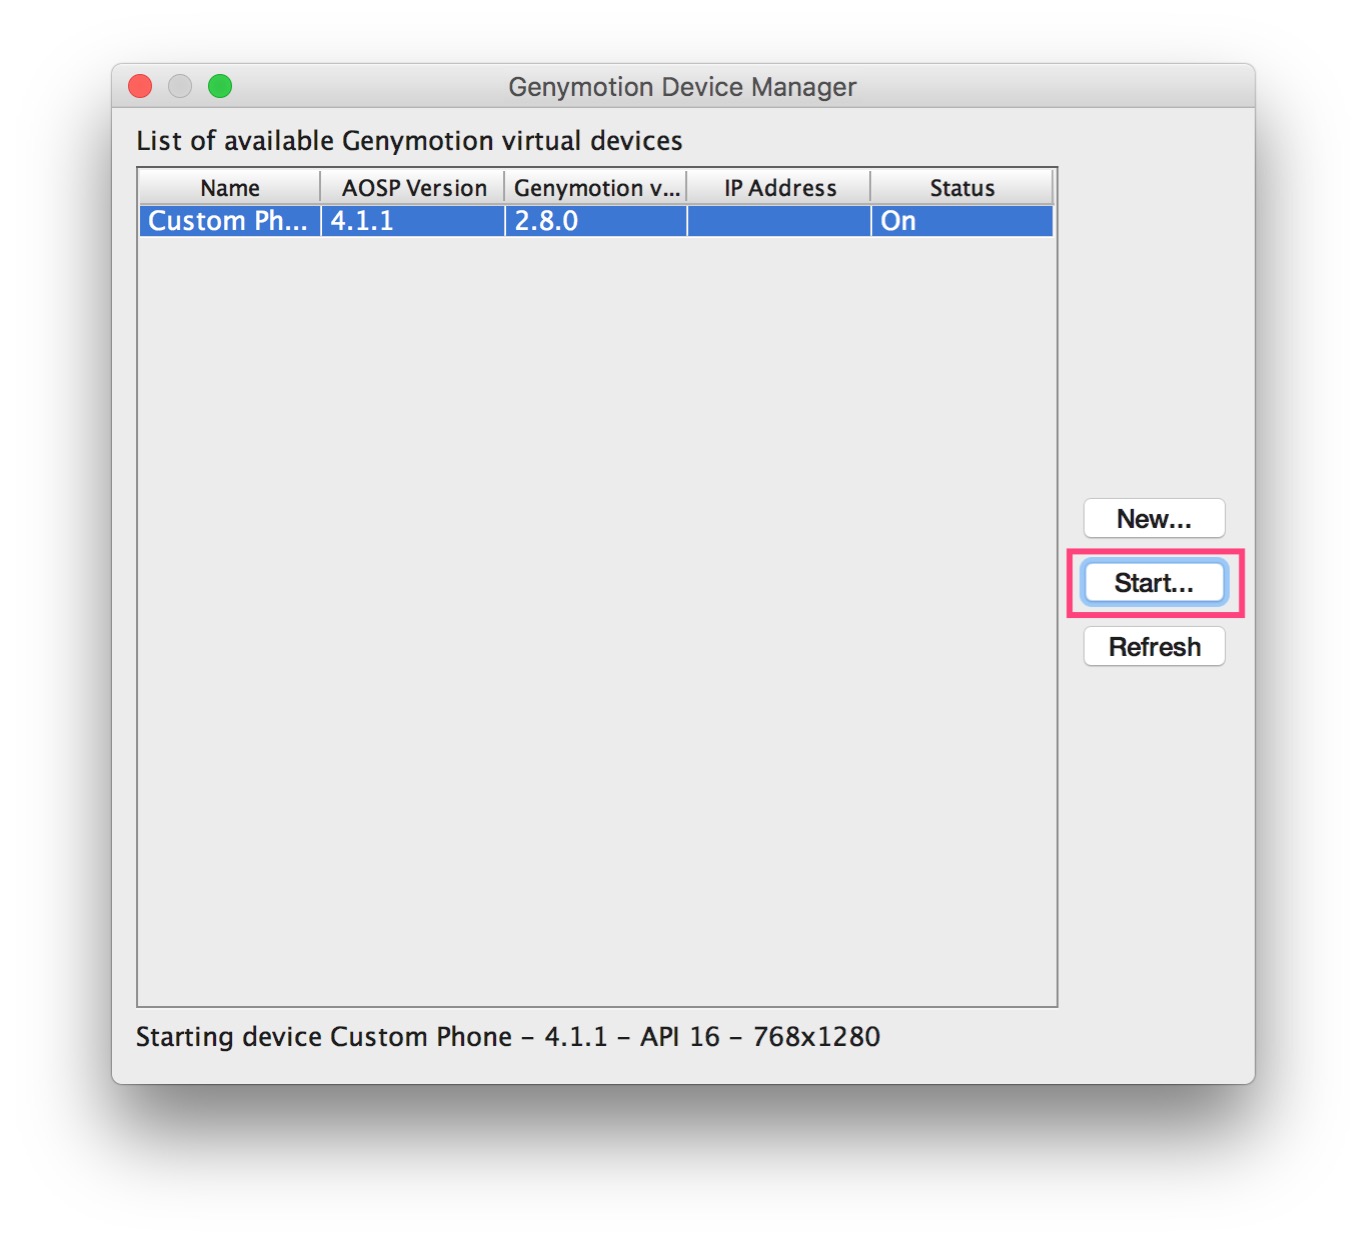 Genymotion Device Manager
List of available Genymotion virtual devices
Name AOSP Version Genymotion v... IP Address Status
Custom Ph... 4.1.1 2.8.0 On
New...
Start...
Refresh
Starting device Custom Phone – 4.1.1 – API 16 – 768x1280